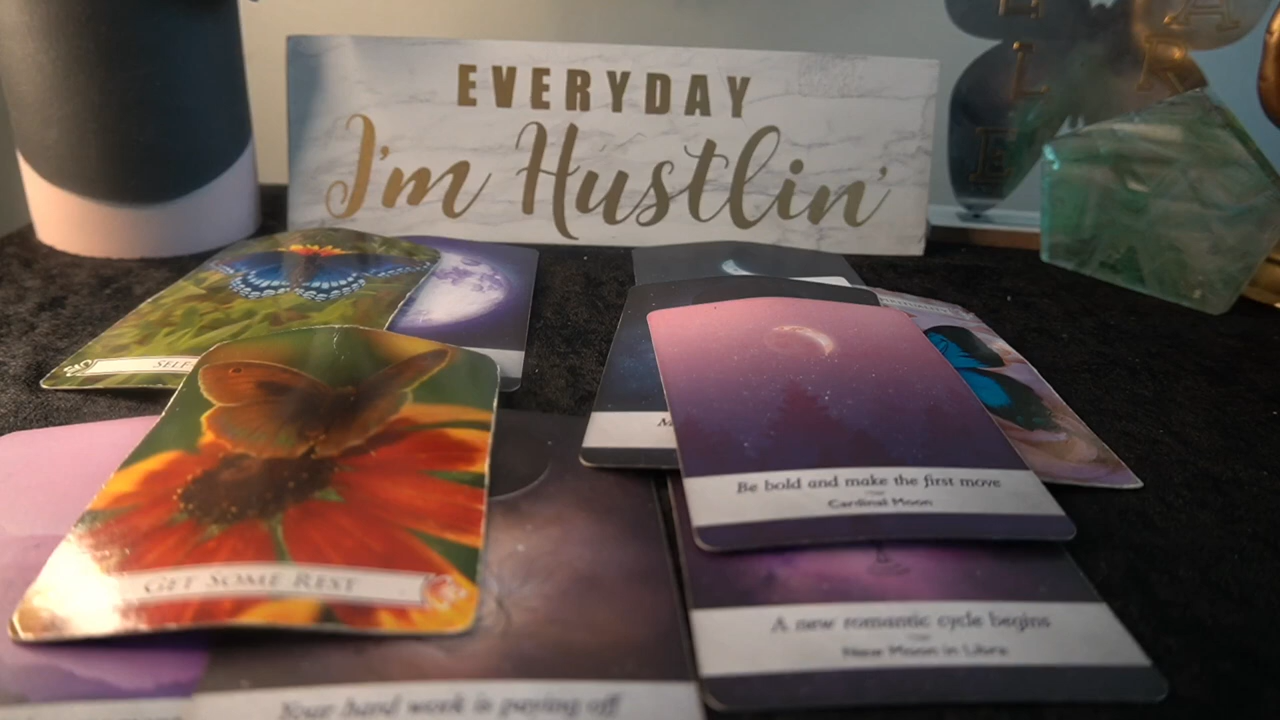 EVERYDAY
I'm Hustlin'
SELF
Be bold and make the first move
Cardinal Moon
GET SOME REST
A new romantic cycle begins
New Moon in Libra
Your hard work is paying off